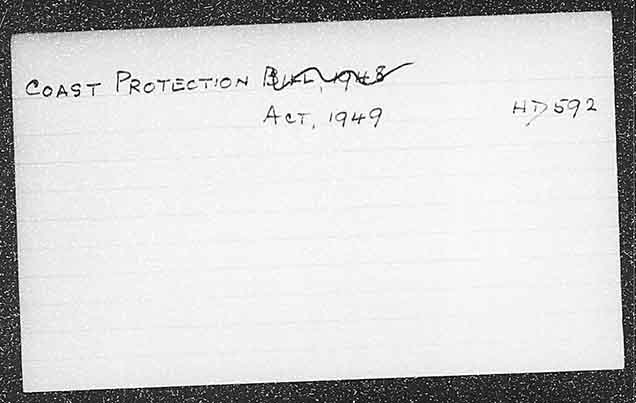 COAST PROTECTION BILL, 1948
ACT, 1949 HD 592